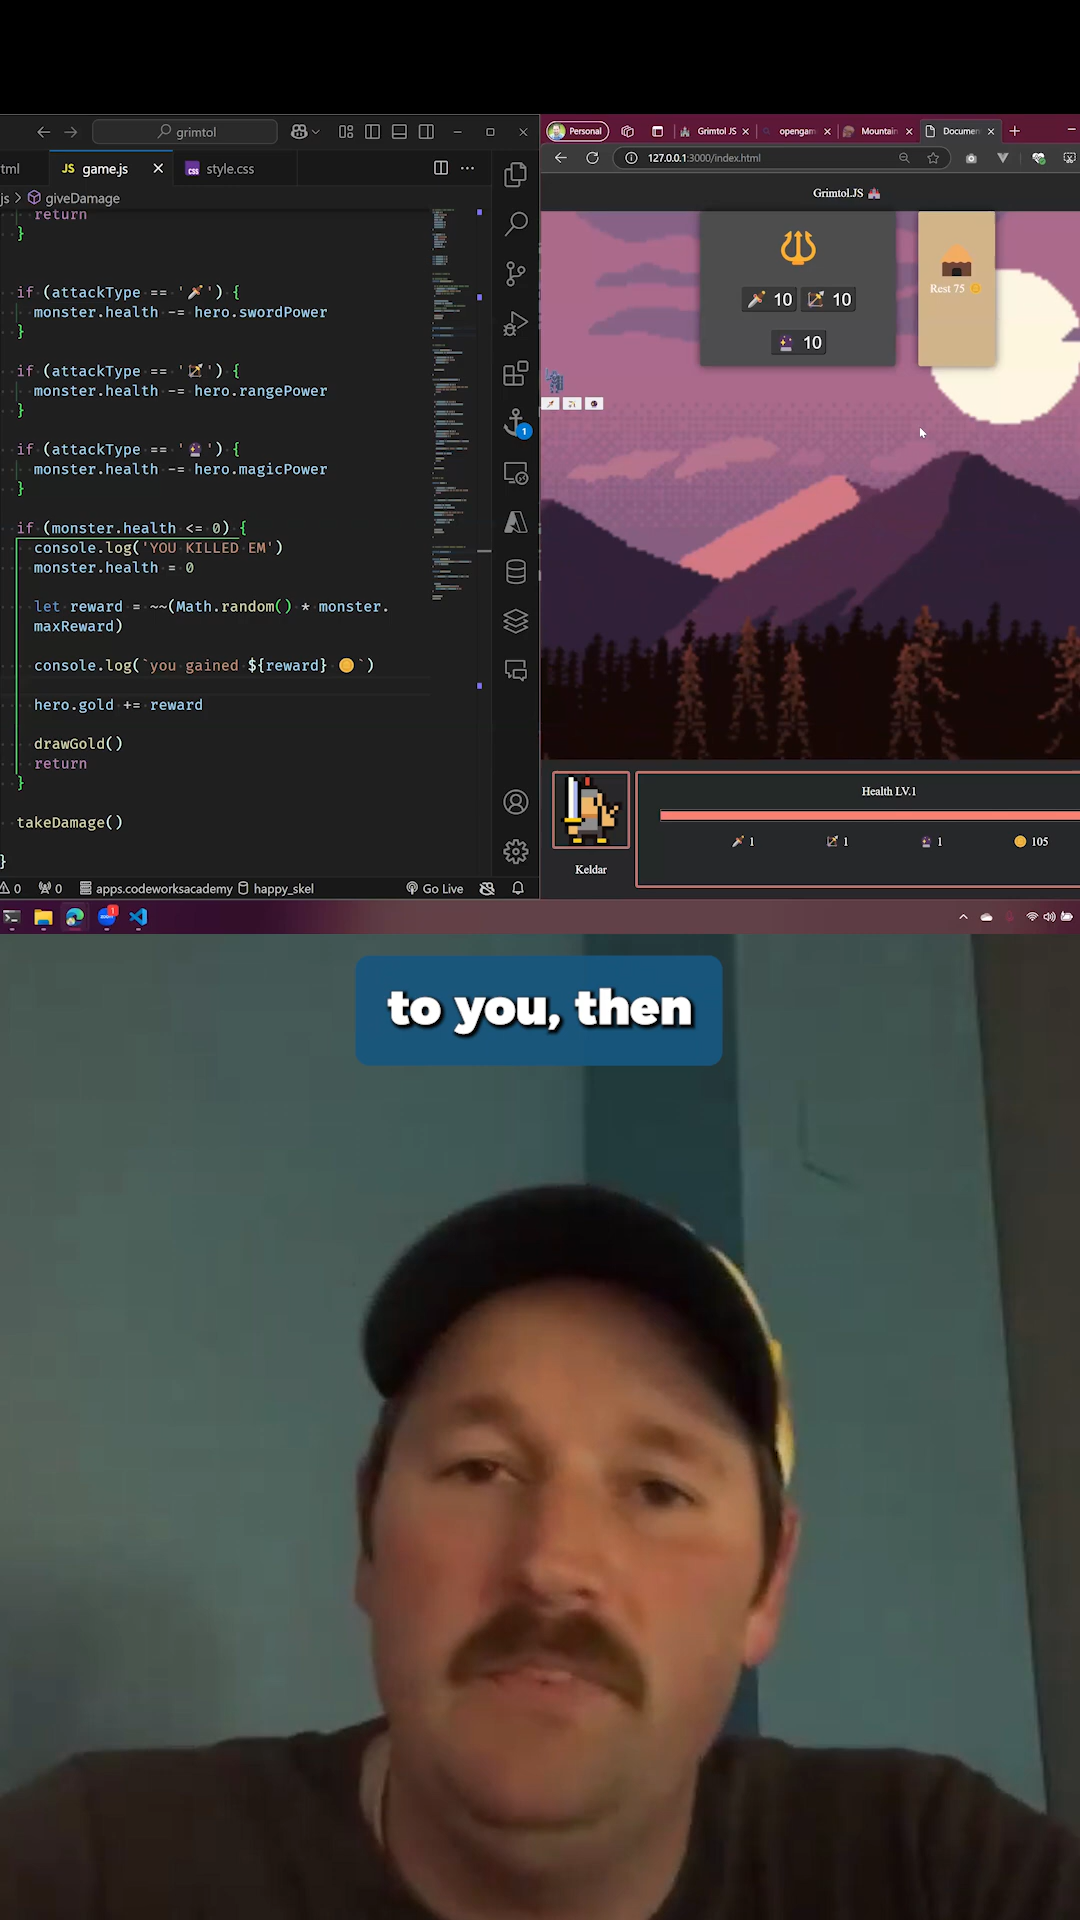 grimtol
tml
JS game.js
style.css
js > giveDamage
return
}
if (attackType == '🗡️') {
monster.health -= hero.swordPower
}
if (attackType == '🏹') {
monster.health -= hero.rangePower
}
if (attackType == '🔮') {
monster.health -= hero.magicPower
}
if (monster.health <= 0) {
console.log('YOU KILLED EM')
monster.health = 0
let reward = ~~(Math.random() * monster.
maxReward)
console.log(`you gained ${reward} 🪙`)
hero.gold += reward
drawGold()
return
}
takeDamage()
}
1
0 0 apps.codeworksacademy happy_skel Go Live
Personal
Grimtol JS
opengam
Mountain
Documen
127.0.0.1:3000/index.html
Grimtol.JS 🏰
🗡️ 10 🏹 10
🔮 10
Rest 75 🪙
Health LV.1
🗡️ 1 🏹 1 🔮 1 🪙 105
Keldar
to you, then